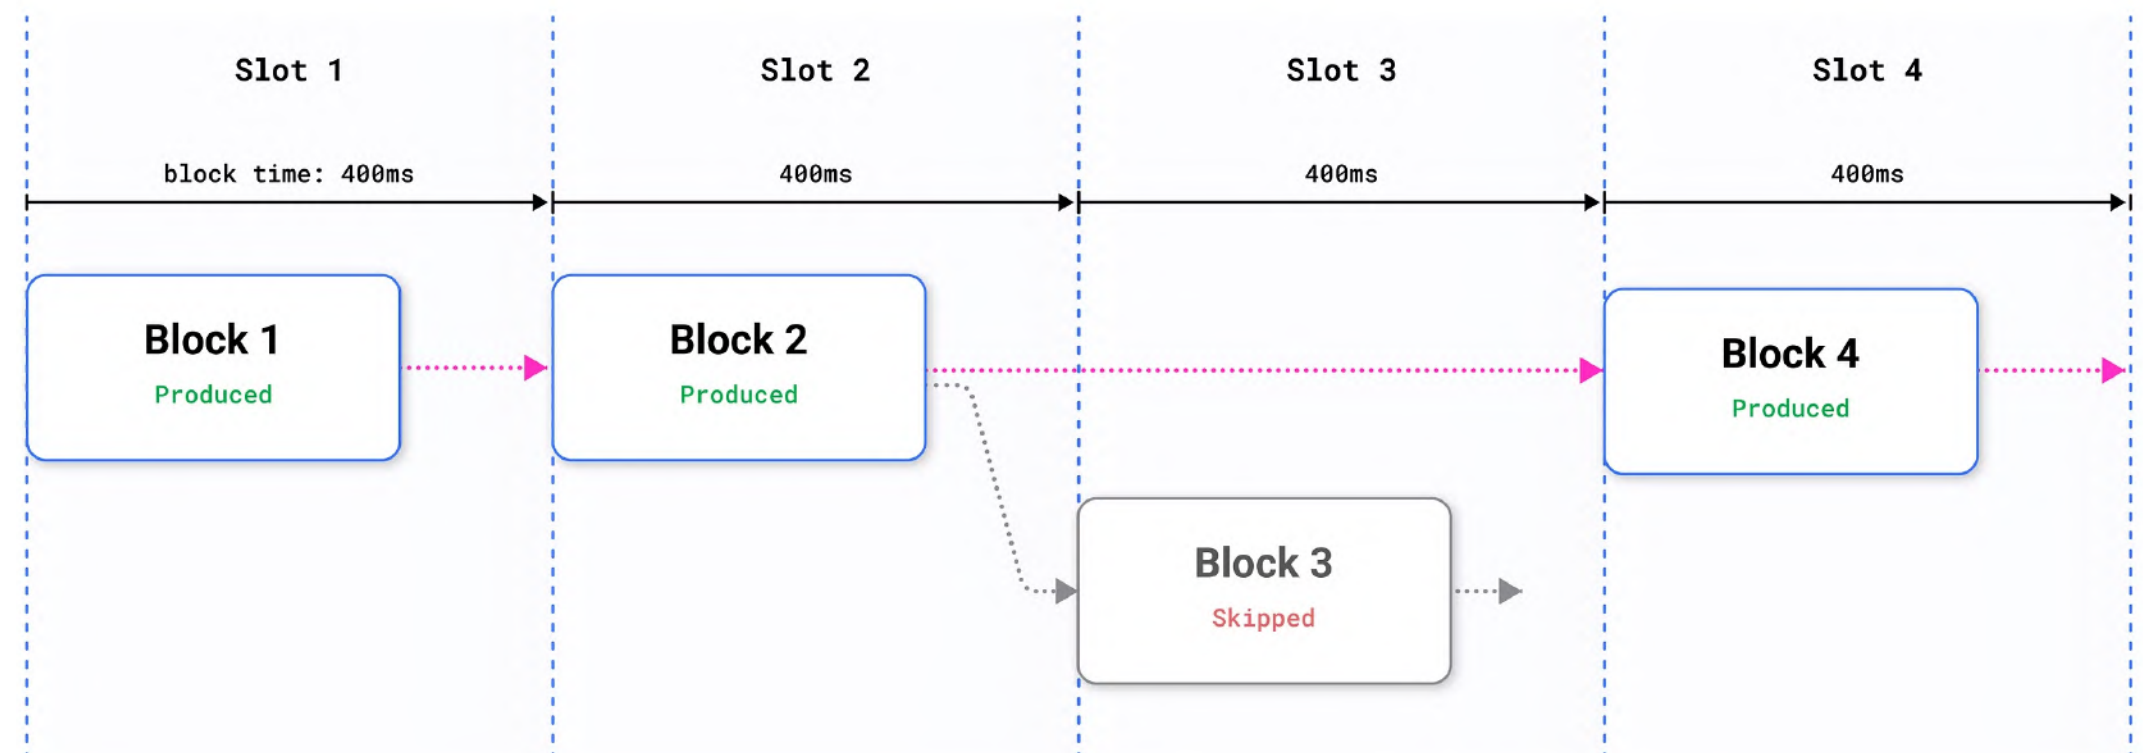 Slot 1
Slot 2
Slot 3
Slot 4
block time: 400ms
400ms
400ms
400ms
Block 1
Produced
Block 2
Produced
Block 4
Produced
Block 3
Skipped